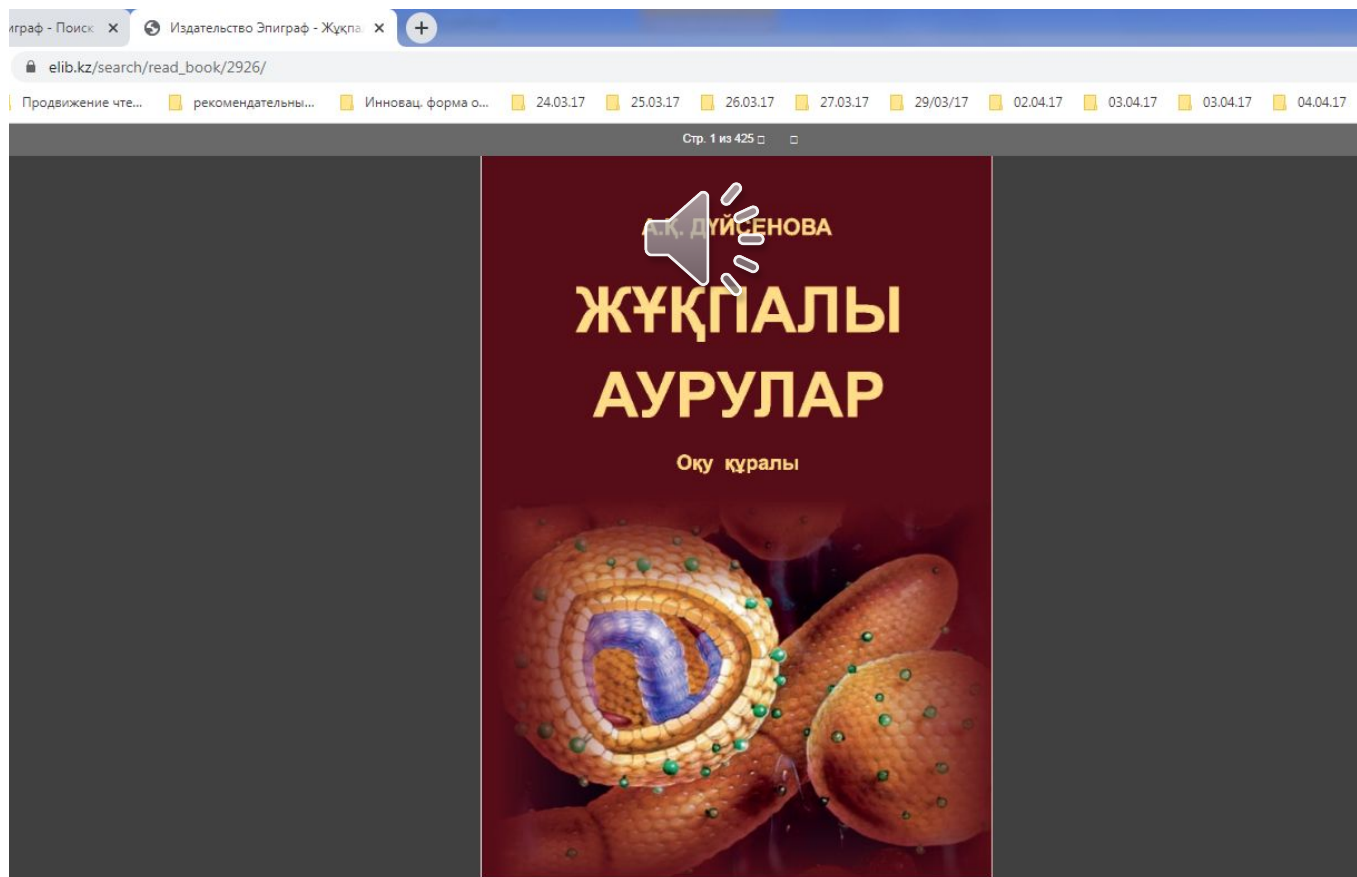 играф - Поиск
Издательство Эпиграф - Жұқпа
elib.kz/search/read_book/2926/
Продвижение чте... рекомендательны... Инновац. форма о... 24.03.17 25.03.17 26.03.17 27.03.17 29/03/17 02.04.17 03.04.17 03.04.17 04.04.17
Стр. 1 из 425
А.Қ. ДҮЙСЕНОВА
ЖҰҚПАЛЫ
АУРУЛАР
Оқу құралы